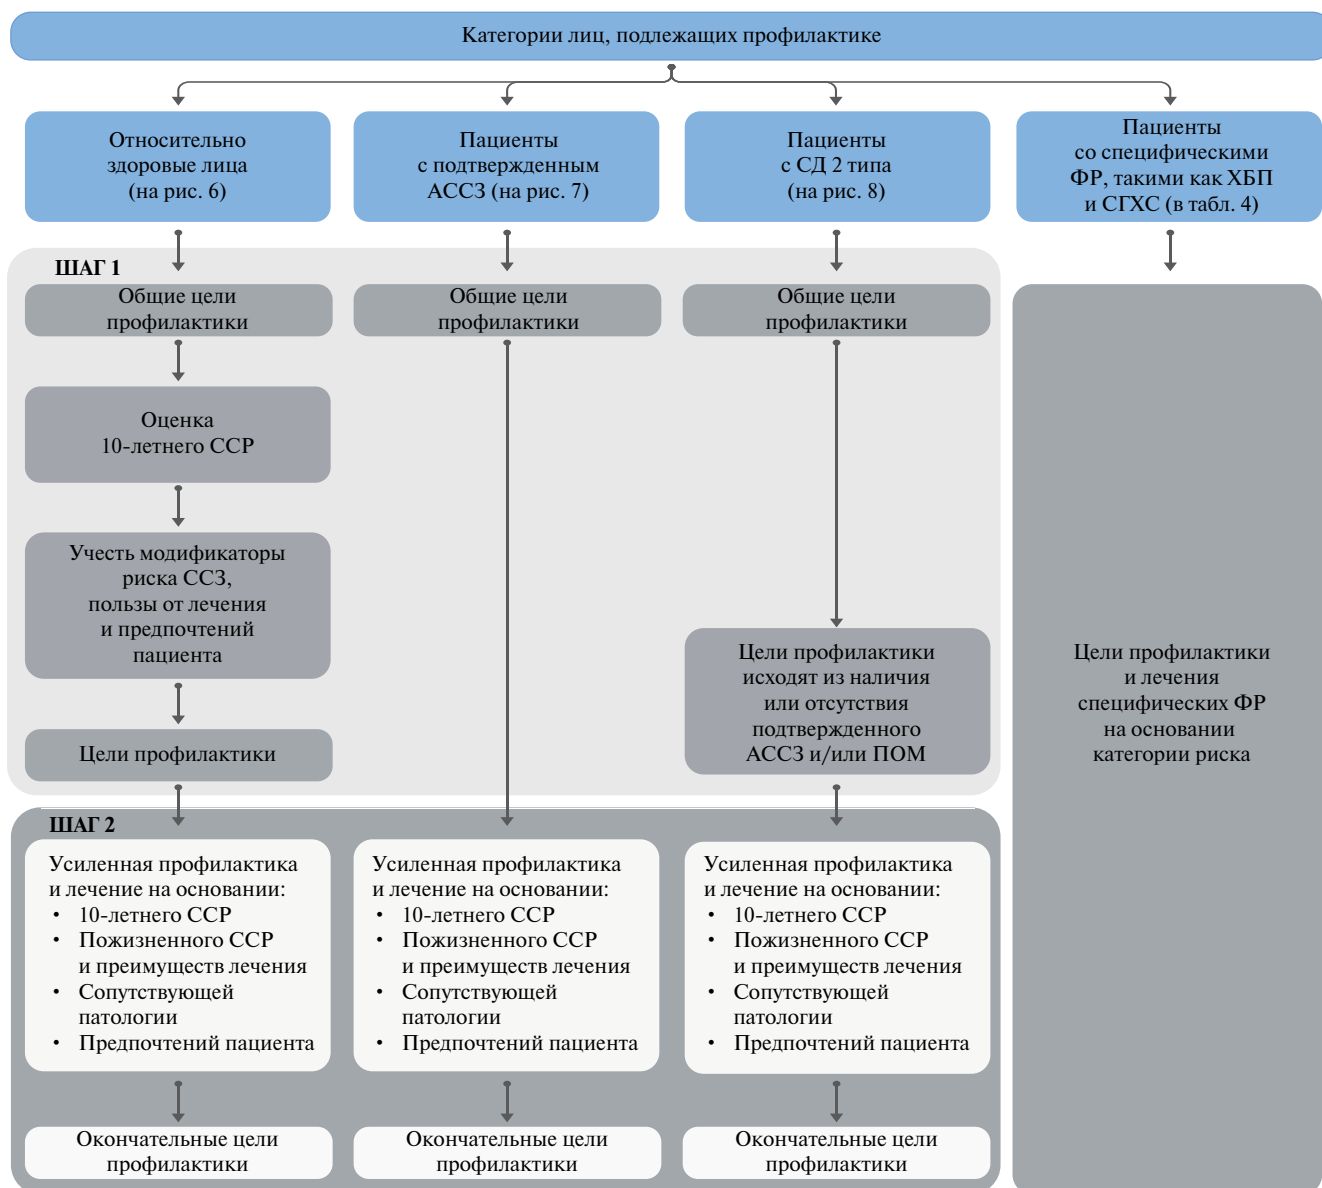 Категории лиц, подлежащих профилактике
Относительно
здоровые лица
(на рис. 6)
Пациенты
с подтвержденным
АССЗ (на рис. 7)
Пациенты
с СД 2 типа
(на рис. 8)
Пациенты
со специфическими
ФР, такими как ХБП
и СГХС (в табл. 4)
ШАГ 1
Общие цели
профилактики
Общие цели
профилактики
Общие цели
профилактики
Оценка
10-летнего ССР
Учесть модификаторы
риска ССЗ,
пользы от лечения
и предпочтений
пациента
Цели профилактики
Цели профилактики
исходят из наличия
или отсутствия
подтвержденного
АССЗ и/или ПОМ
Цели профилактики
и лечения
специфических ФР
на основании
категории риска
ШАГ 2
Усиленная профилактика
и лечение на основании:
• 10-летнего ССР
• Пожизненного ССР
и преимуществ лечения
• Сопутствующей
патологии
• Предпочтений пациента
Усиленная профилактика
и лечение на основании:
• 10-летнего ССР
• Пожизненного ССР
и преимуществ лечения
• Сопутствующей
патологии
• Предпочтений пациента
Усиленная профилактика
и лечение на основании:
• 10-летнего ССР
• Пожизненного ССР
и преимуществ лечения
• Сопутствующей
патологии
• Предпочтений пациента
Окончательные цели
профилактики
Окончательные цели
профилактики
Окончательные цели
профилактики